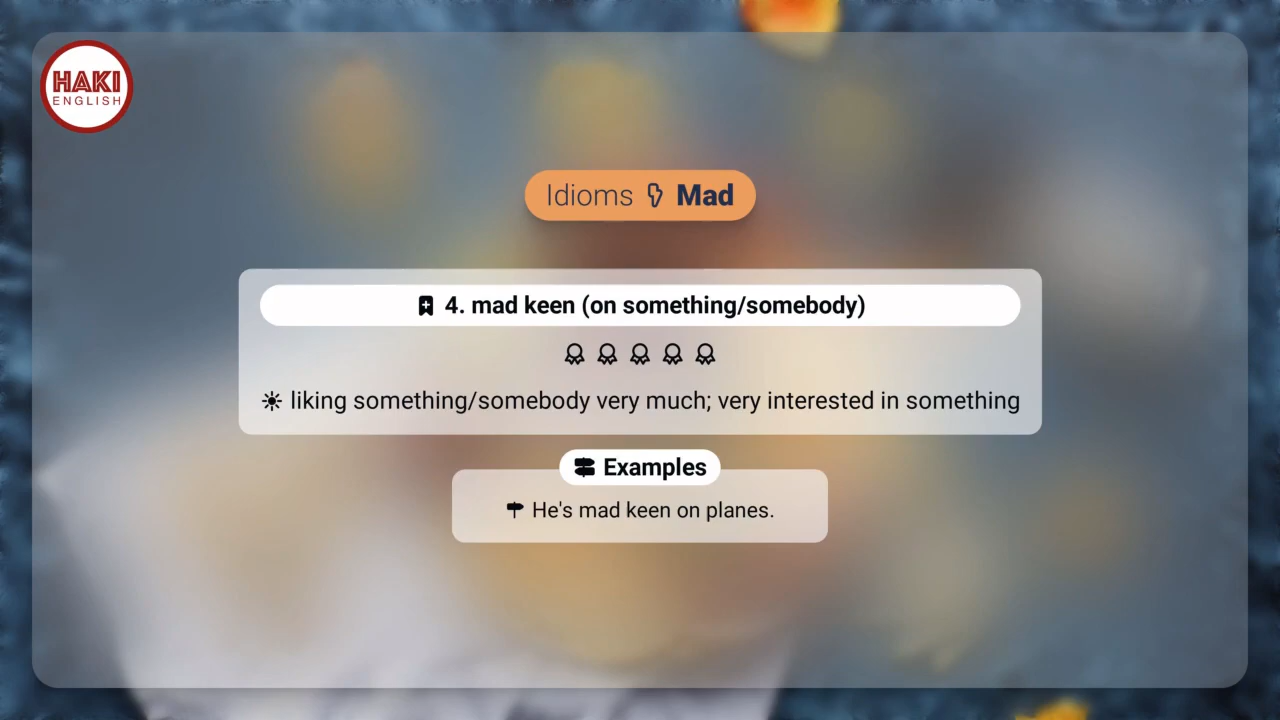 HAKI
ENGLISH
Idioms Mad
4. mad keen (on something/somebody)
liking something/somebody very much; very interested in something
Examples
He's mad keen on planes.